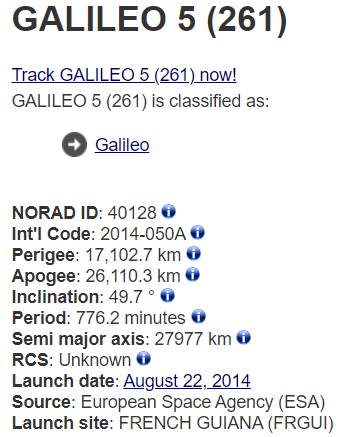 GALILEO 5 (261)
Track GALILEO 5 (261) now!
GALILEO 5 (261) is classified as:
Galileo
NORAD ID: 40128
Int'l Code: 2014-050A
Perigee: 17,102.7 km
Apogee: 26,110.3 km
Inclination: 49.7 °
Period: 776.2 minutes
Semi major axis: 27977 km
RCS: Unknown
Launch date: August 22, 2014
Source: European Space Agency (ESA)
Launch site: FRENCH GUIANA (FRGUI)